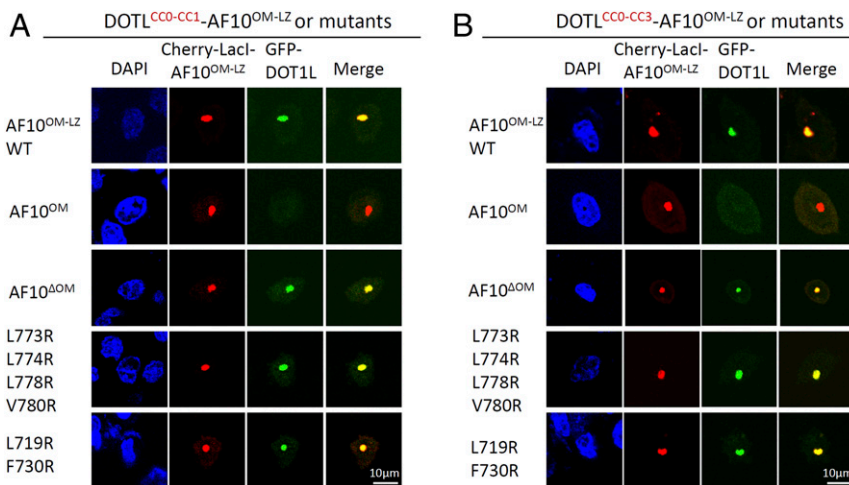 A
DOTL^CC0-CC1-AF10^OM-LZ or mutants
Cherry-LacI- GFP-
DAPI AF10^OM-LZ DOT1L Merge
AF10^OM-LZ
WT
AF10^OM
AF10^ΔOM
L773R
L774R
L778R
V780R
L719R
F730R
10μm
B
DOTL^CC0-CC3-AF10^OM-LZ or mutants
Cherry-LacI- GFP-
DAPI AF10^OM-LZ DOT1L Merge
AF10^OM-LZ
WT
AF10^OM
AF10^ΔOM
L773R
L774R
L778R
V780R
L719R
F730R
10μm